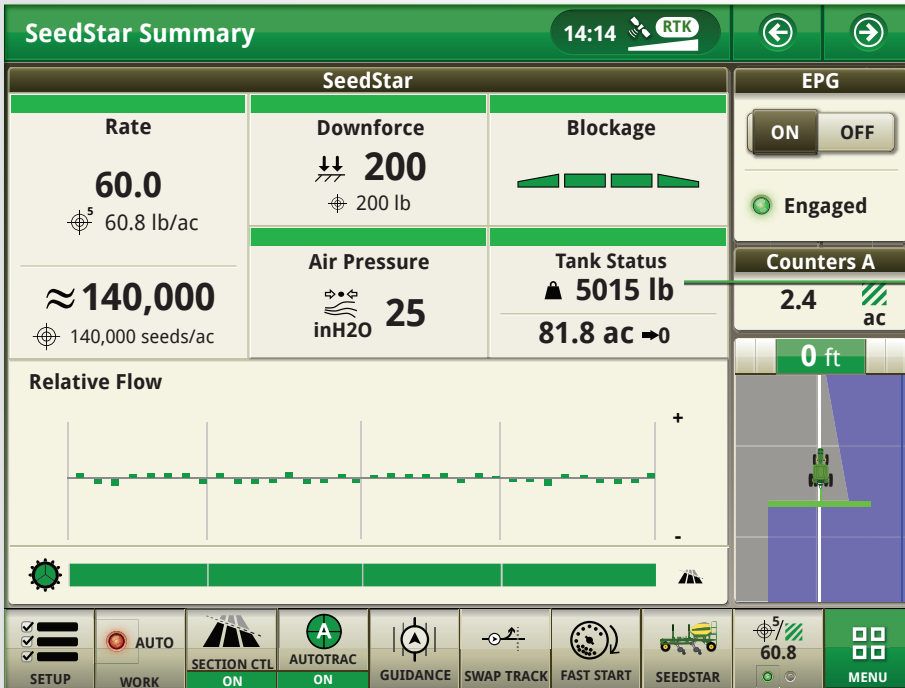 SeedStar Summary
14:14
RTK
SeedStar
Rate
60.0
5
60.8 lb/ac
≈ 140,000
140,000 seeds/ac
Downforce
200
200 lb
Blockage
Air Pressure
inH2O 25
Tank Status
5015 lb
81.8 ac ➡0
EPG
ON OFF
Engaged
Counters A
2.4
ac
0 ft
Relative Flow
+
-
SETUP
AUTO
WORK
SECTION CTL
ON
A
AUTOTRAC
ON
GUIDANCE
SWAP TRACK
FAST START
SEEDSTAR
5/
60.8
MENU